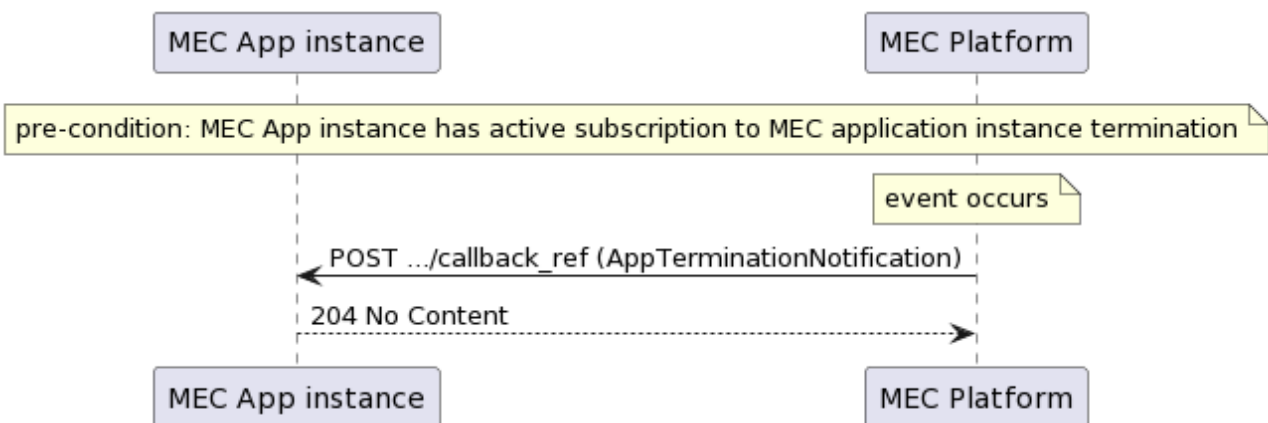 MEC App instance
MEC Platform
pre-condition: MEC App instance has active subscription to MEC application instance termination
event occurs
POST .../callback_ref (AppTerminationNotification)
204 No Content
MEC App instance
MEC Platform